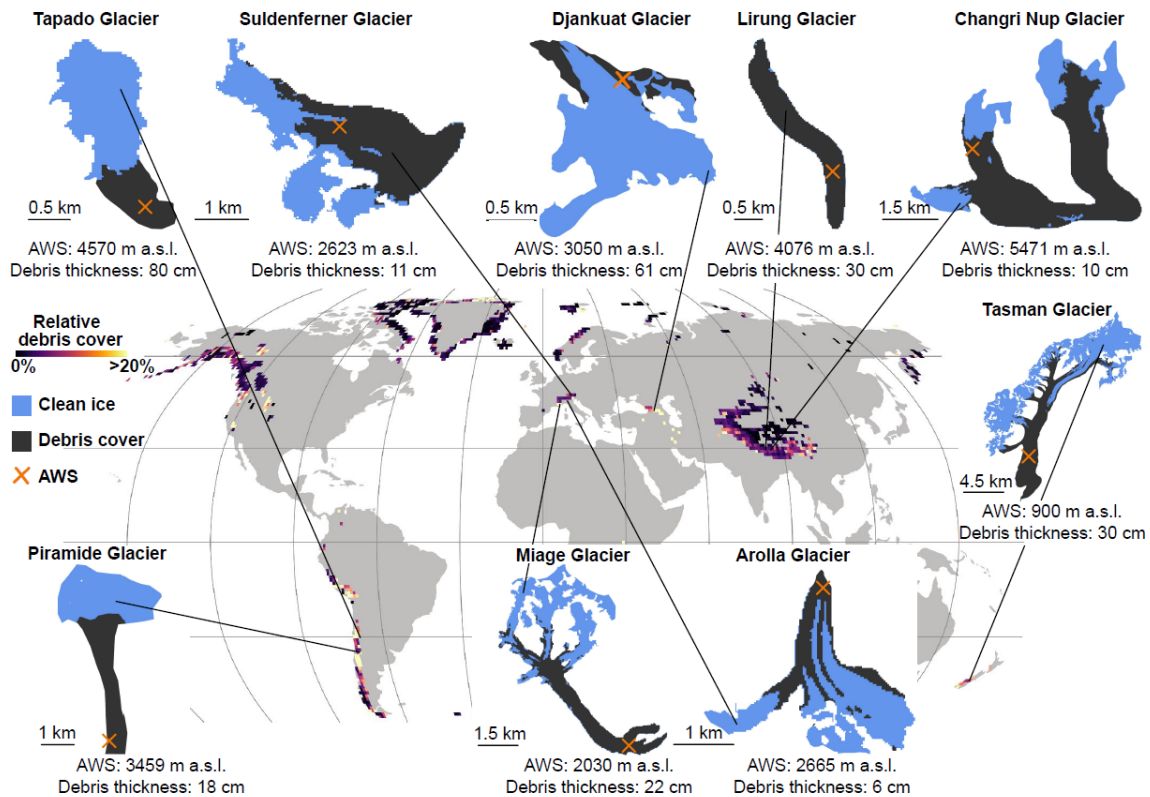 Tapado Glacier
Suldenferner Glacier
Djankuat Glacier
Lirung Glacier
Changri Nup Glacier
0.5 km
1 km
0.5 km
0.5 km
1.5 km
AWS: 4570 m a.s.l.
Debris thickness: 80 cm
AWS: 2623 m a.s.l.
Debris thickness: 11 cm
AWS: 3050 m a.s.l.
Debris thickness: 61 cm
AWS: 4076 m a.s.l.
Debris thickness: 30 cm
AWS: 5471 m a.s.l.
Debris thickness: 10 cm
Relative
debris cover
0%
>20%
Clean ice
Debris cover
AWS
Tasman Glacier
4.5 km
AWS: 900 m a.s.l.
Debris thickness: 30 cm
Piramide Glacier
1 km
AWS: 3459 m a.s.l.
Debris thickness: 18 cm
Miage Glacier
1.5 km
AWS: 2030 m a.s.l.
Debris thickness: 22 cm
Arolla Glacier
1 km
AWS: 2665 m a.s.l.
Debris thickness: 6 cm